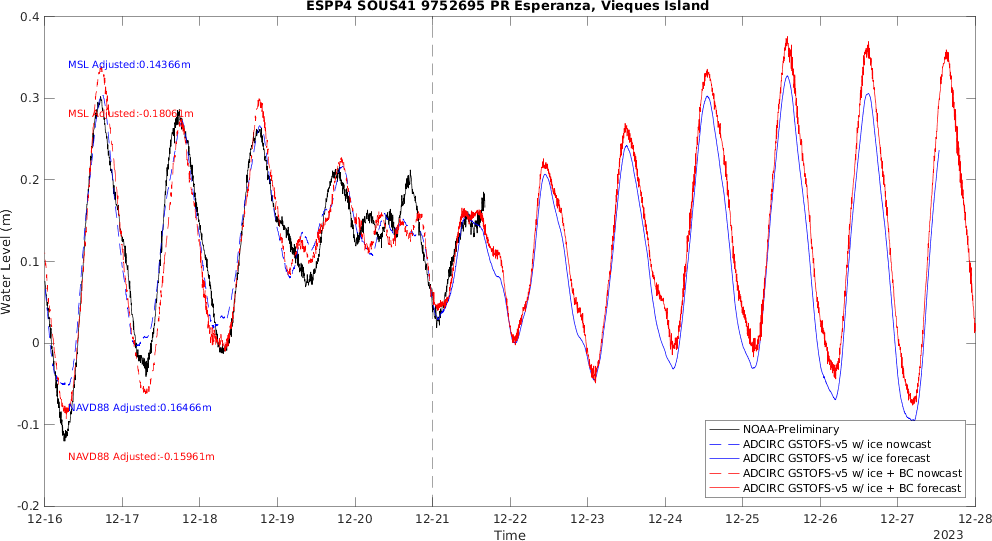 ESPP4 SOUS41 9752695 PR Esperanza, Vieques Island
Water Level (m)
0.4
0.3
0.2
0.1
0
-0.1
-0.2
MSL Adjusted:0.14366m
MSL Adjusted:-0.18061m
NAVD88 Adjusted:0.16466m
NAVD88 Adjusted:-0.15961m
NOAA-Preliminary
ADCIRC GSTOFS-v5 w/ ice nowcast
ADCIRC GSTOFS-v5 w/ ice forecast
ADCIRC GSTOFS-v5 w/ ice + BC nowcast
ADCIRC GSTOFS-v5 w/ ice + BC forecast
12-16 12-17 12-18 12-19 12-20 12-21 12-22 12-23 12-24 12-25 12-26 12-27 12-28
Time
2023